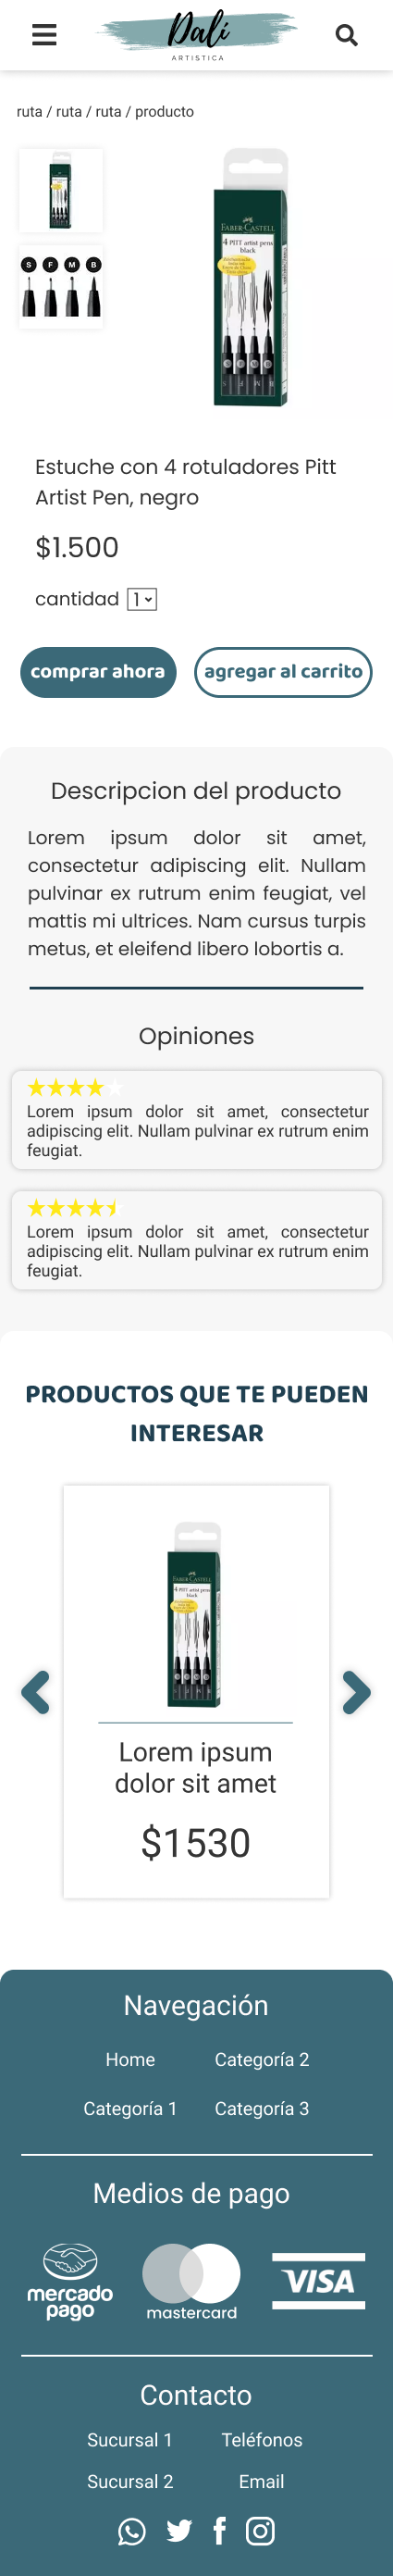 Dalí
ARTISTICA
ruta / ruta / ruta / producto
FABER-CASTELL
4 PITT artist pens
black
S F M B
Estuche con 4 rotuladores Pitt
Artist Pen, negro
$1.500
cantidad 1
comprar ahora
agregar al carrito
Descripcion del producto
Lorem ipsum dolor sit amet,
consectetur adipiscing elit. Nullam
pulvinar ex rutrum enim feugiat, vel
mattis mi ultrices. Nam cursus turpis
metus, et eleifend libero lobortis a.
Opiniones
Lorem ipsum dolor sit amet, consectetur
adipiscing elit. Nullam pulvinar ex rutrum enim
feugiat.
Lorem ipsum dolor sit amet, consectetur
adipiscing elit. Nullam pulvinar ex rutrum enim
feugiat.
PRODUCTOS QUE TE PUEDEN
INTERESAR
FABER-CASTELL
4 PITT artist pens
black
Lorem ipsum
dolor sit amet
$1530
Navegación
Home
Categoría 2
Categoría 1
Categoría 3
Medios de pago
mercado
pago
mastercard
VISA
Contacto
Sucursal 1
Teléfonos
Sucursal 2
Email